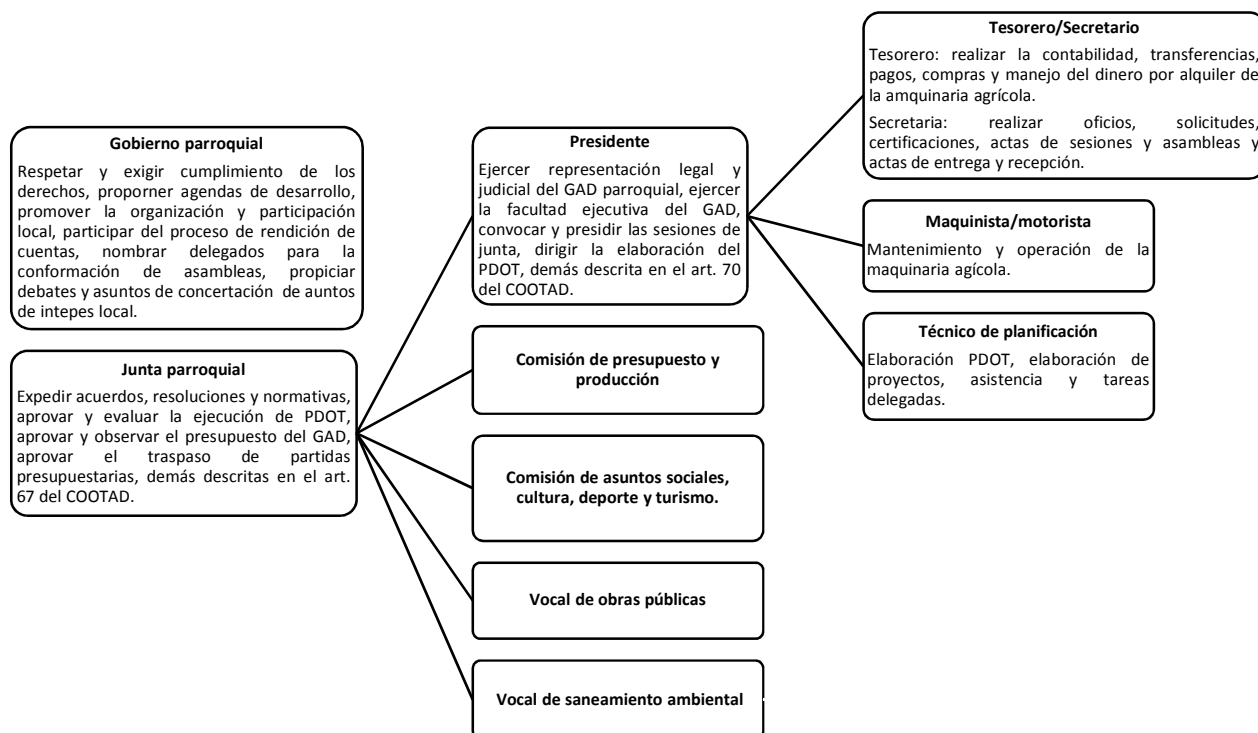 Gobierno parroquial
Respetar y exigir cumplimiento de los
derechos, proporner agendas de desarrollo,
promover la organización y participación
local, participar del proceso de rendición de
cuentas, nombrar delegados para la
conformación de asambleas, propiciar
debates y asuntos de concertación de auntos
de intepes local.
Junta parroquial
Expedir acuerdos, resoluciones y normativas,
aprovar y evaluar la ejecución de PDOT,
aprovar y observar el presupuesto del GAD,
aprovar el traspaso de partidas
presupuestarias, demás descritas en el art.
67 del COOTAD.
Presidente
Ejercer representación legal y
judicial del GAD parroquial, ejercer
la facultad ejecutiva del GAD,
convocar y presidir las sesiones de
junta, dirigir la elaboración del
PDOT, demás descrita en el art. 70
del COOTAD.
Comisión de presupuesto y
producción
Comisión de asuntos sociales,
cultura, deporte y turismo.
Vocal de obras públicas
Vocal de saneamiento ambiental
Tesorero/Secretario
Tesorero: realizar la contabilidad, transferencias,
pagos, compras y manejo del dinero por alquiler de
la amquinaria agrícola.
Secretaria: realizar oficios, solicitudes,
certificaciones, actas de sesiones y asambleas y
actas de entrega y recepción.
Maquinista/motorista
Mantenimiento y operación de la
maquinaria agícola.
Técnico de planificación
Elaboración PDOT, elaboración de
proyectos, asistencia y tareas
delegadas.